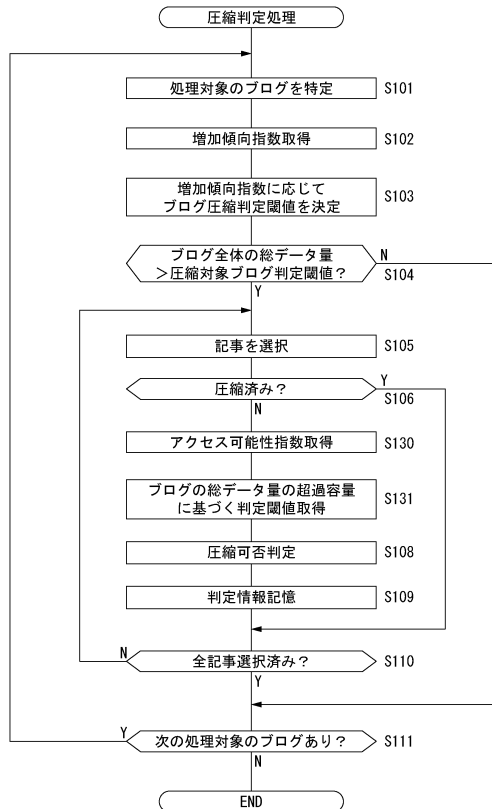 圧縮判定処理
処理対象のブログを特定
S101
増加傾向指数取得
S102
増加傾向指数に応じて
ブログ圧縮判定閾値を決定
S103
ブログ全体の総データ量
＞圧縮対象ブログ判定閾値？
N
S104
Y
記事を選択
S105
圧縮済み？
Y
S106
N
アクセス可能性指数取得
S130
ブログの総データ量の超過容量
に基づく判定閾値取得
S131
圧縮可否判定
S108
判定情報記憶
S109
N
全記事選択済み？
S110
Y
Y
次の処理対象のブログあり？
S111
N
END